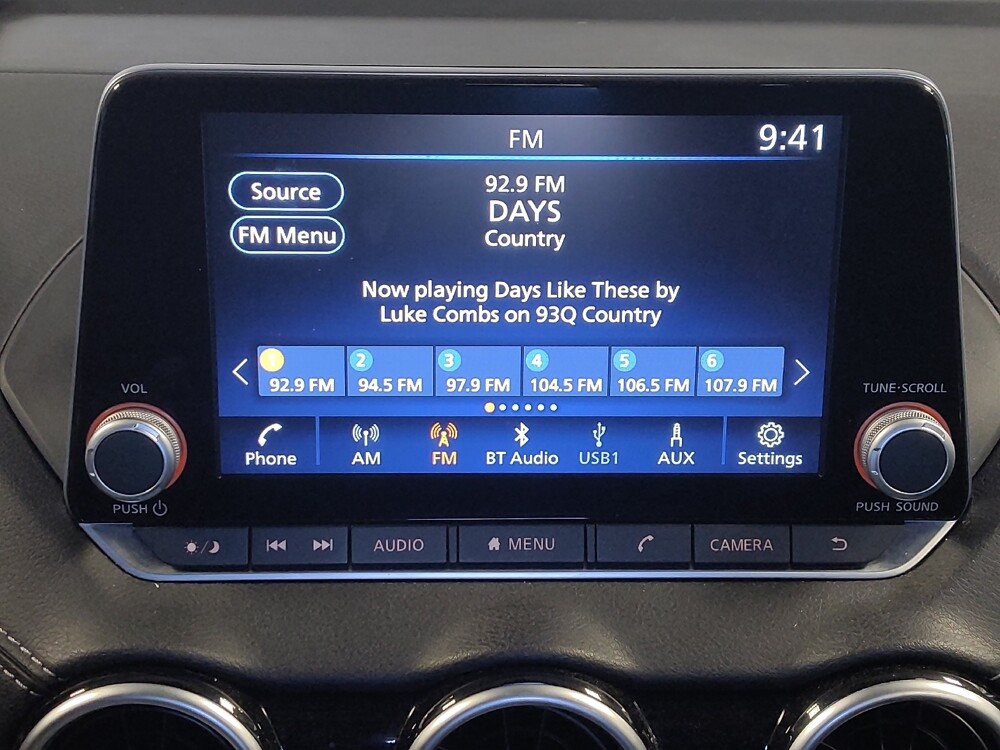 FM
9:41
Source
FM Menu
92.9 FM
DAYS
Country
Now playing Days Like These by
Luke Combs on 93Q Country
1 2 3 4 5 6
92.9 FM 94.5 FM 97.9 FM 104.5 FM 106.5 FM 107.9 FM
Phone AM FM BT Audio USB1 AUX Settings
VOL
PUSH
TUNE·SCROLL
PUSH SOUND
AUDIO MENU CAMERA